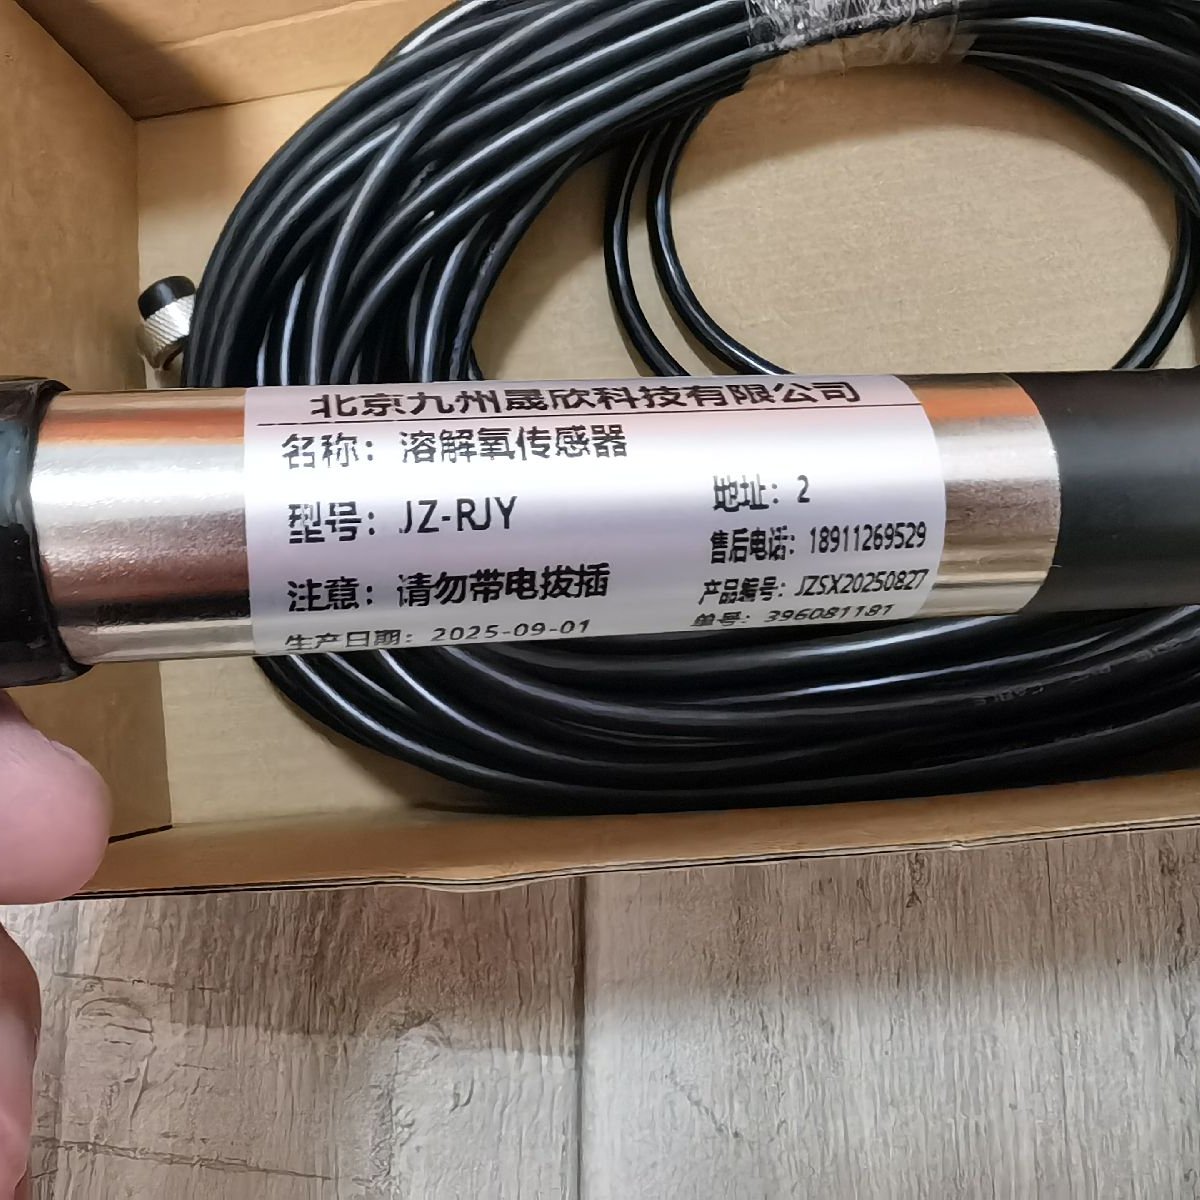 北京九州晟欣科技有限公司
名称：溶解氧传感器
型号：JZ-RJY
地址：2
售后电话：18911269529
注意：请勿带电拔插
产品编号：JZSX20250827
生产日期：2025-09-01
单号：396081181